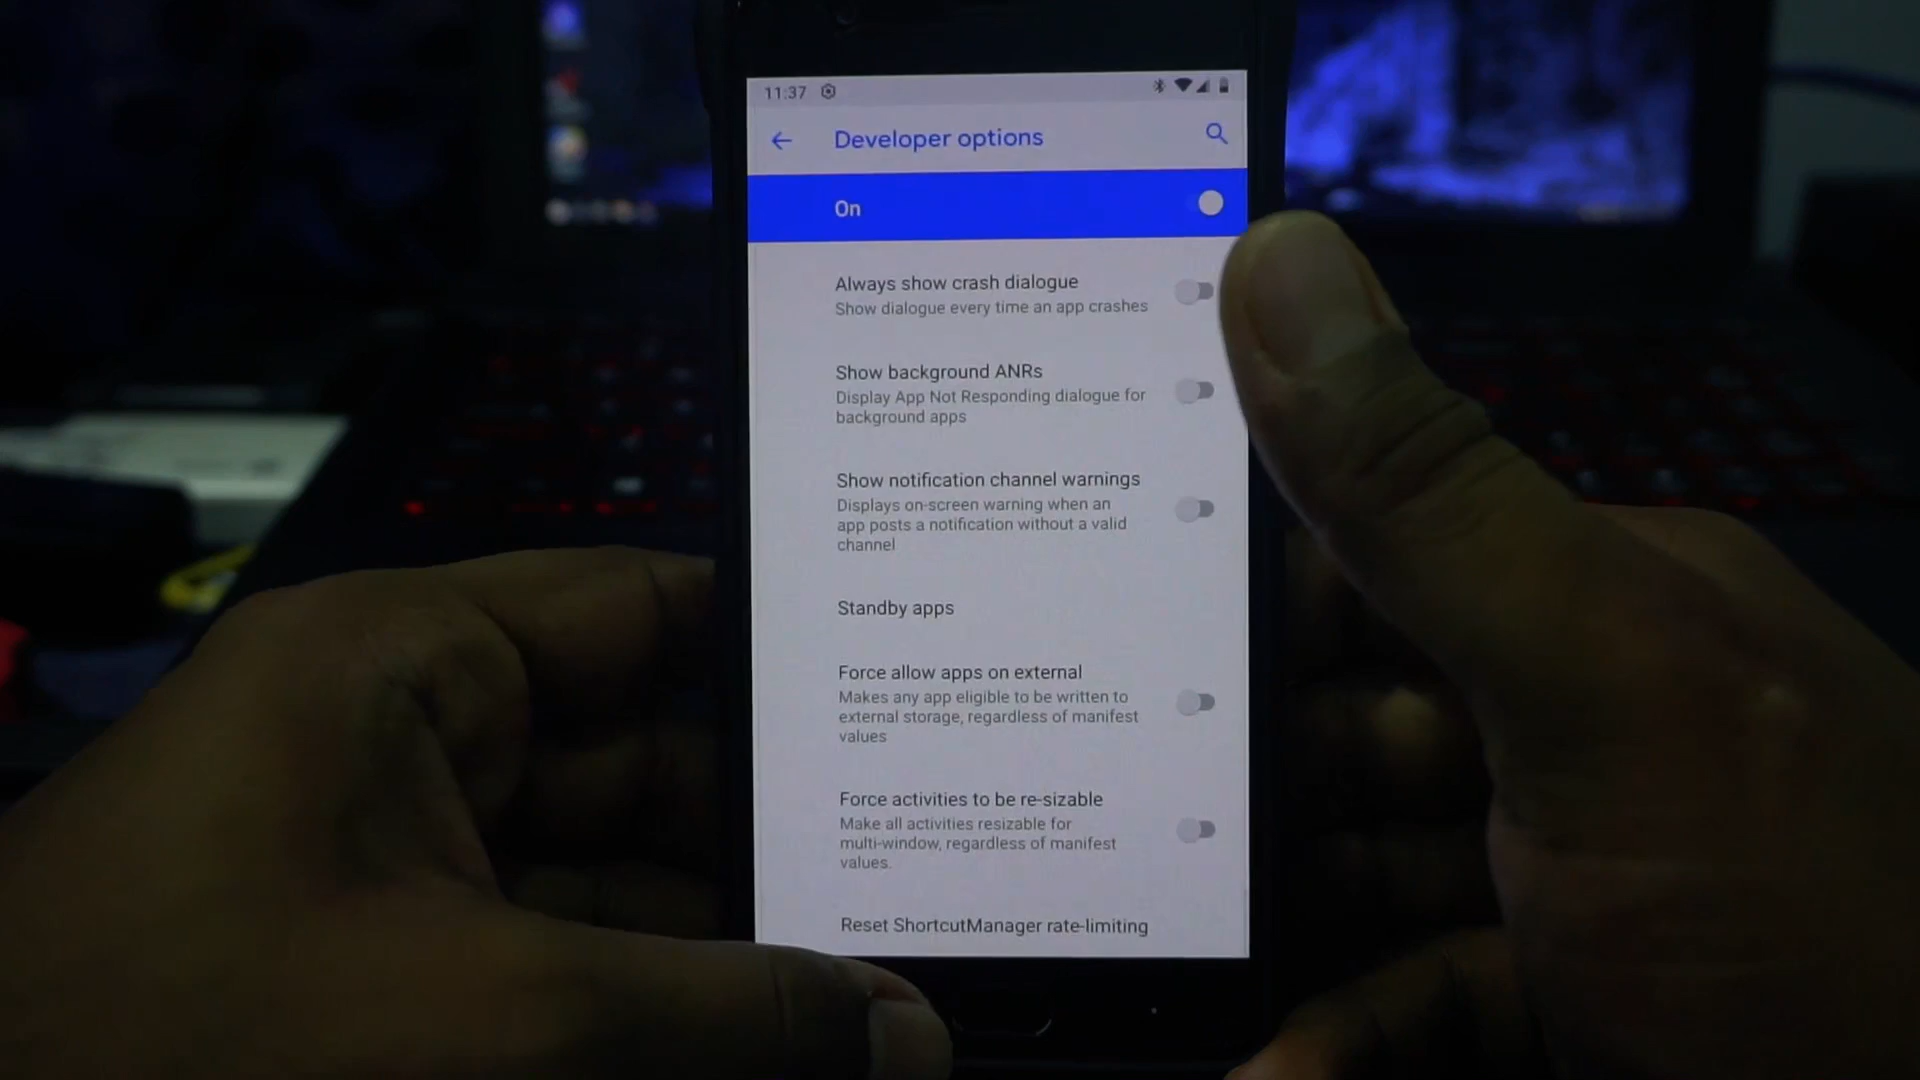 11:37
Developer options
On
Always show crash dialogue
Show dialogue every time an app crashes
Show background ANRs
Display App Not Responding dialogue for
background apps
Show notification channel warnings
Displays on-screen warning when an
app posts a notification without a valid
channel
Standby apps
Force allow apps on external
Makes any app eligible to be written to
external storage, regardless of manifest
values
Force activities to be re-sizable
Make all activities resizable for
multi-window, regardless of manifest
values.
Reset ShortcutManager rate-limiting